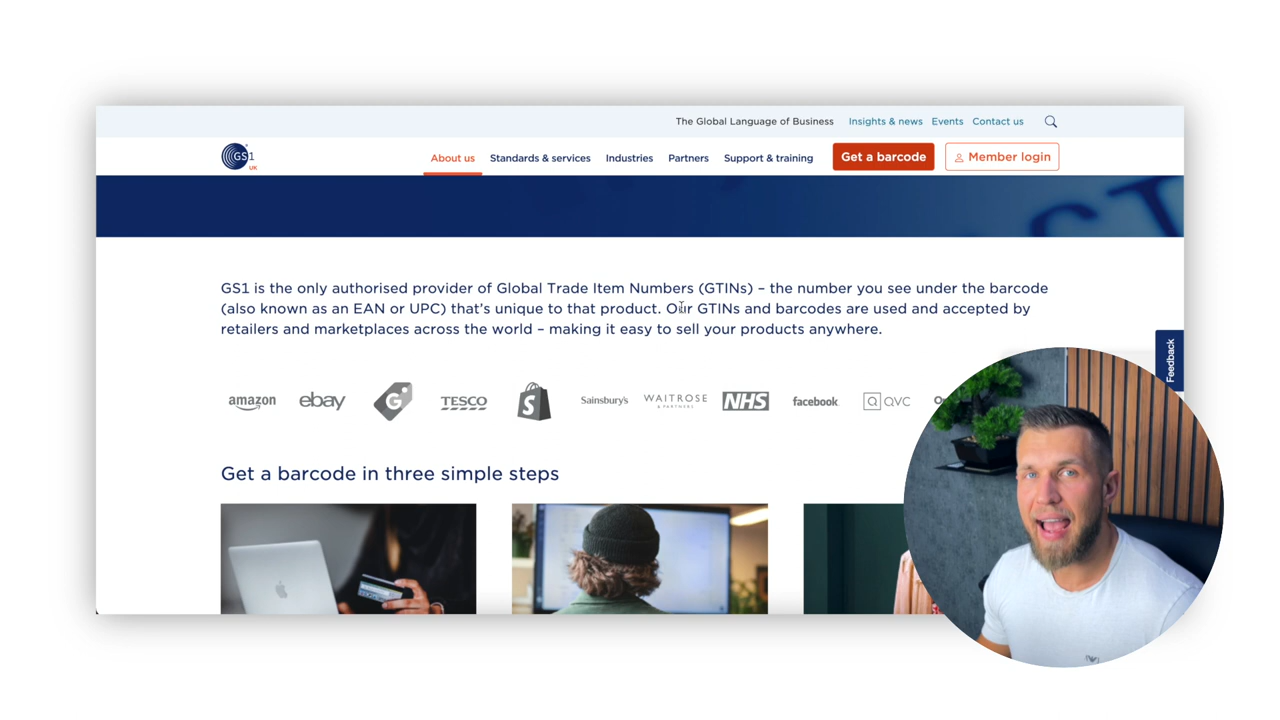 The Global Language of Business Insights & news Events Contact us
GS1 UK
About us Standards & services Industries Partners Support & training Get a barcode Member login
GS1 is the only authorised provider of Global Trade Item Numbers (GTINs) – the number you see under the barcode
(also known as an EAN or UPC) that's unique to that product. Our GTINs and barcodes are used and accepted by
retailers and marketplaces across the world – making it easy to sell your products anywhere.
Feedback
amazon ebay G TESCO S Sainsbury's WAITROSE & PARTNERS NHS facebook Q QVC
Get a barcode in three simple steps